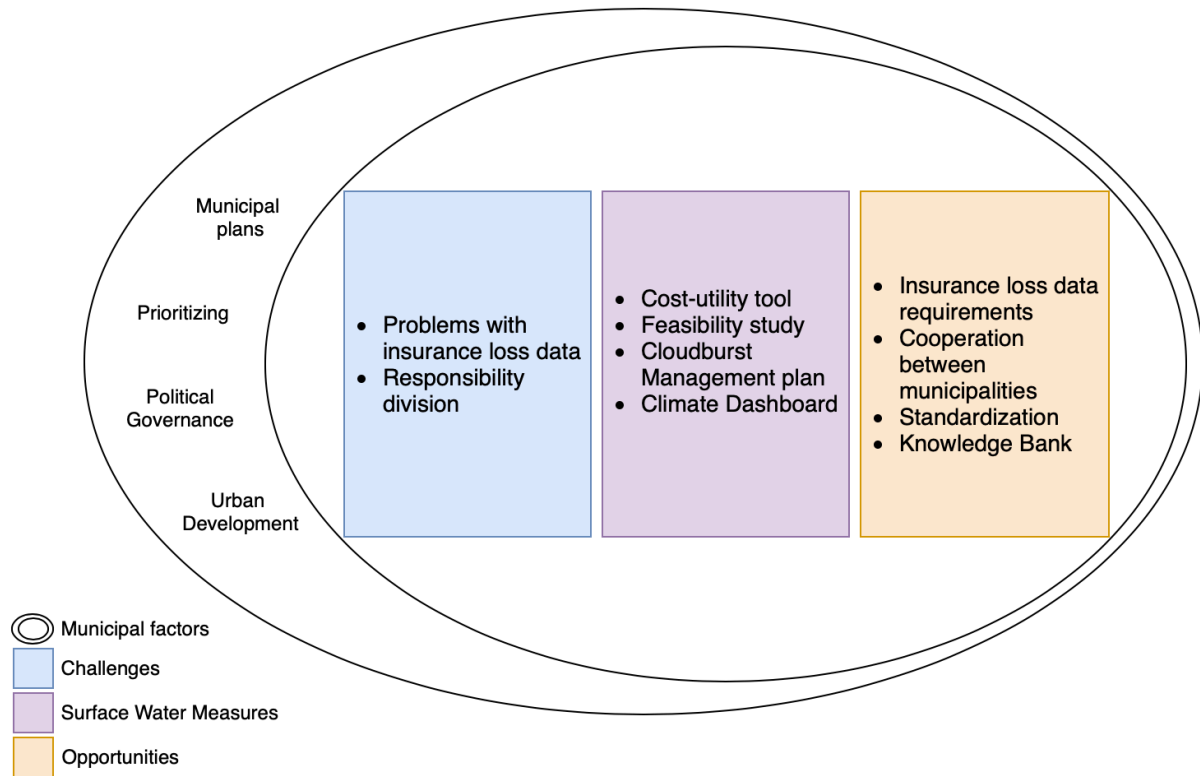 Municipal
plans
Prioritizing
Political
Governance
Urban
Development
• Problems with
insurance loss data
• Responsibility
division
• Cost-utility tool
• Feasibility study
• Cloudburst
Management plan
• Climate Dashboard
• Insurance loss data
requirements
• Cooperation
between
municipalities
• Standardization
• Knowledge Bank
Municipal factors
Challenges
Surface Water Measures
Opportunities